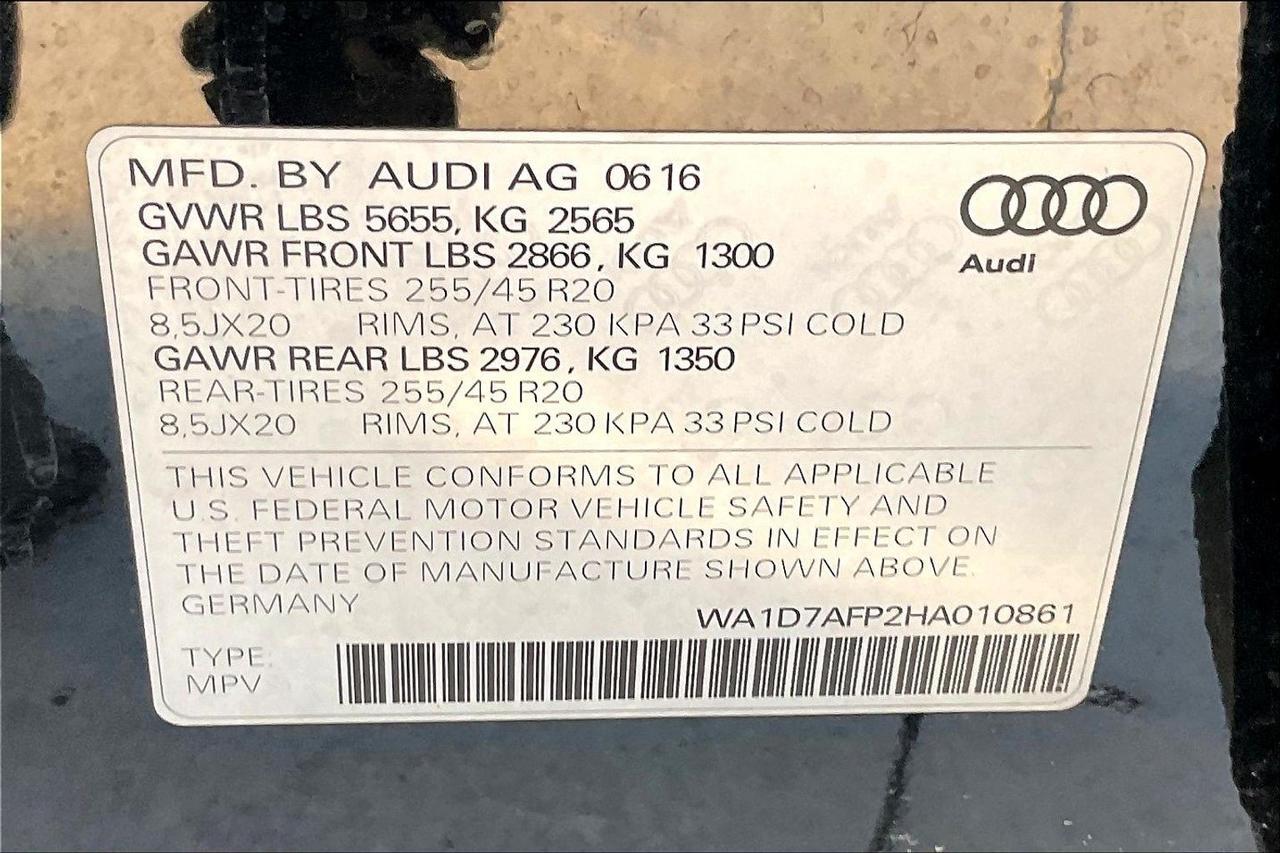 MFD. BY AUDI AG 0616
GVWR LBS 5655, KG 2565
GAWR FRONT LBS 2866, KG 1300
FRONT-TIRES 255/45 R20
8,5JX20 RIMS, AT 230 KPA 33 PSI COLD
GAWR REAR LBS 2976, KG 1350
REAR-TIRES 255/45 R20
8,5JX20 RIMS, AT 230 KPA 33 PSI COLD
Audi
THIS VEHICLE CONFORMS TO ALL APPLICABLE
U.S. FEDERAL MOTOR VEHICLE SAFETY AND
THEFT PREVENTION STANDARDS IN EFFECT ON
THE DATE OF MANUFACTURE SHOWN ABOVE.
GERMANY
WA1D7AFP2HA010861
TYPE:
MPV